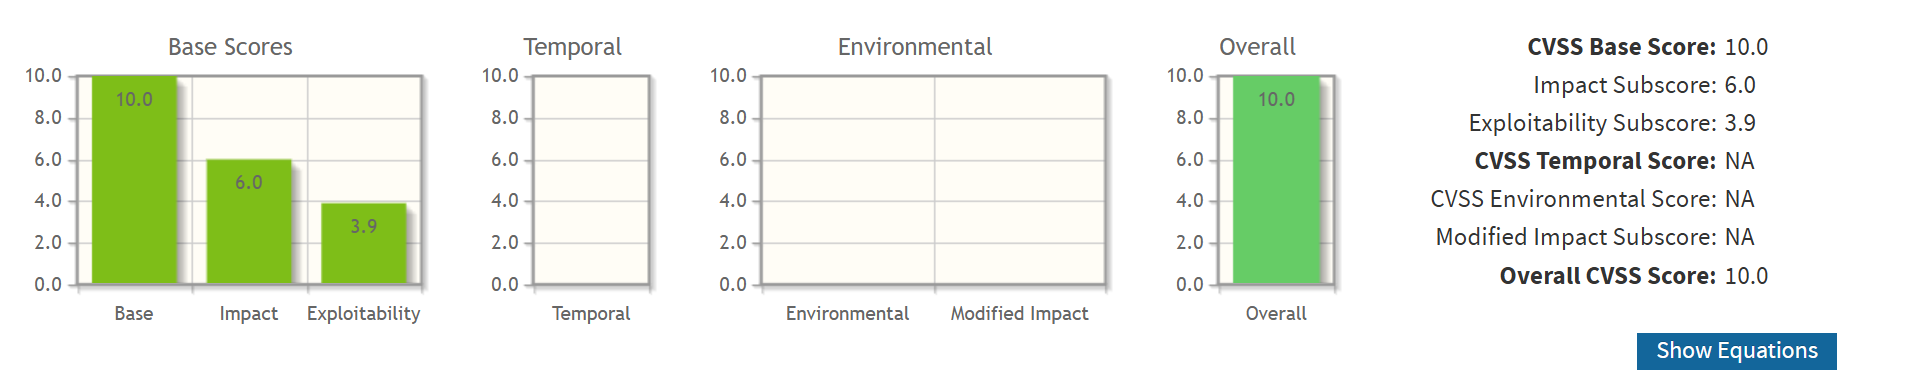 Base Scores
10.0
8.0
6.0
4.0
2.0
0.0
10.0
6.0
3.9
Base Impact Exploitability
Temporal
10.0
8.0
6.0
4.0
2.0
0.0
Temporal
Environmental
10.0
8.0
6.0
4.0
2.0
0.0
Environmental Modified Impact
Overall
10.0
8.0
6.0
4.0
2.0
0.0
10.0
Overall
CVSS Base Score: 10.0
Impact Subscore: 6.0
Exploitability Subscore: 3.9
CVSS Temporal Score: NA
CVSS Environmental Score: NA
Modified Impact Subscore: NA
Overall CVSS Score: 10.0
Show Equations